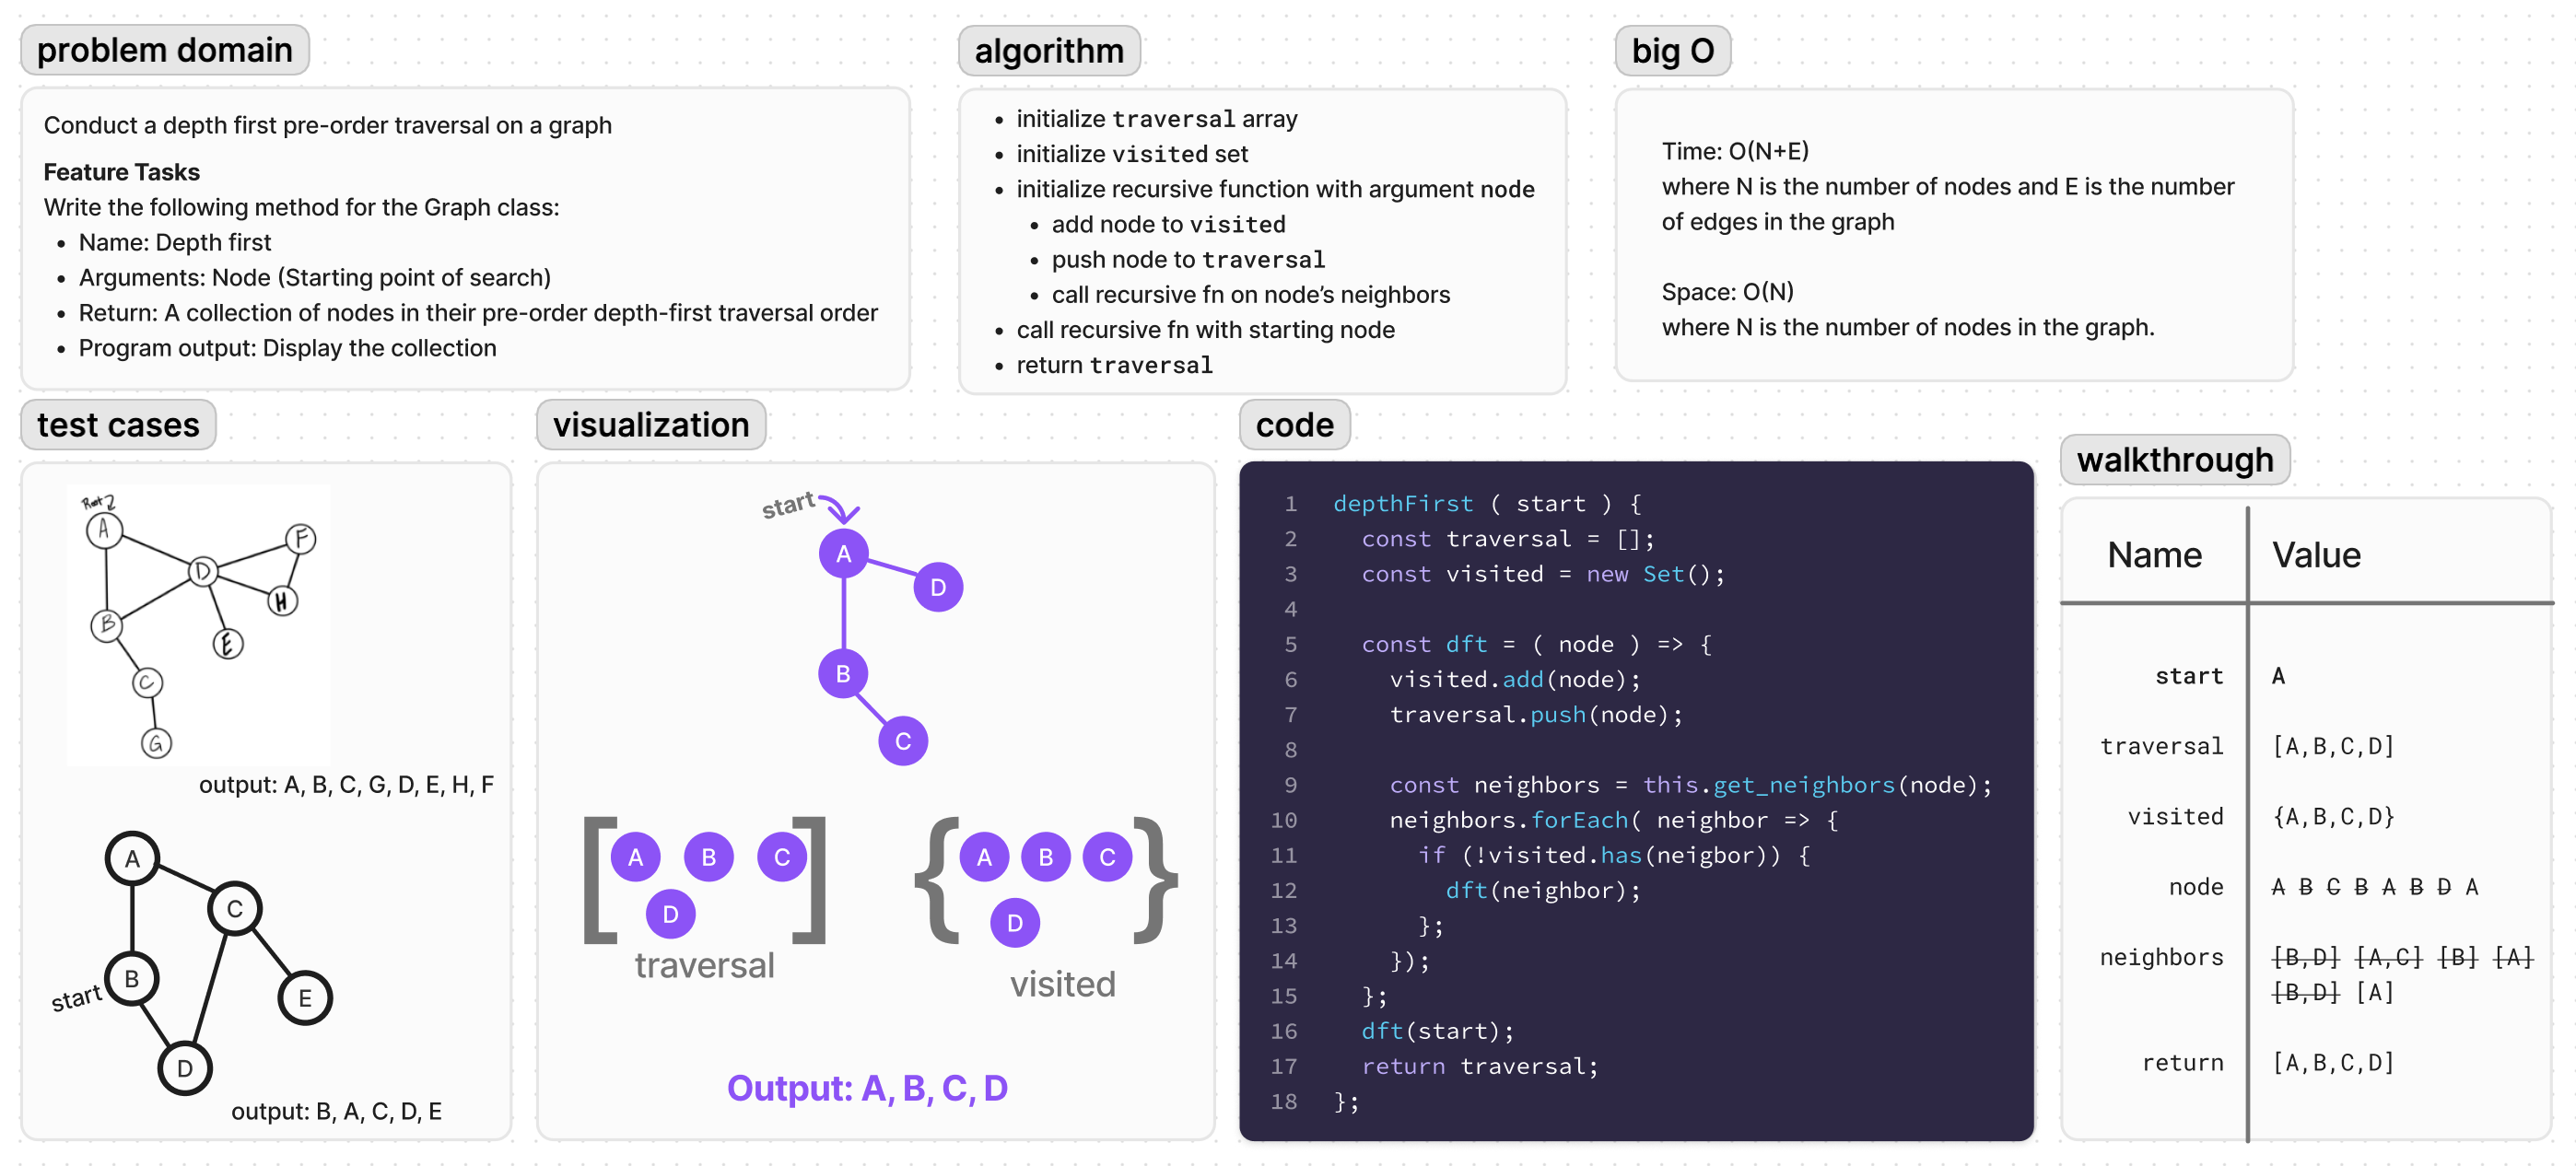 problem domain
Conduct a depth first pre-order traversal on a graph
Feature Tasks
Write the following method for the Graph class:
• Name: Depth first
• Arguments: Node (Starting point of search)
• Return: A collection of nodes in their pre-order depth-first traversal order
• Program output: Display the collection
algorithm
• initialize traversal array
• initialize visited set
• initialize recursive function with argument node
• add node to visited
• push node to traversal
• call recursive fn on node’s neighbors
• call recursive fn with starting node
• return traversal
big O
Time: O(N+E)
where N is the number of nodes and E is the number
of edges in the graph
Space: O(N)
where N is the number of nodes in the graph.
test cases
Root
A
F
D
H
B
E
C
G
output: A, B, C, G, D, E, H, F
A
C
B
start
E
D
output: B, A, C, D, E
visualization
start
A
D
B
C
[ A B C
D ]
traversal
{ A B C
D }
visited
Output: A, B, C, D
code
1 depthFirst ( start ) {
2 const traversal = [];
3 const visited = new Set();
4
5 const dft = ( node ) => {
6 visited.add(node);
7 traversal.push(node);
8
9 const neighbors = this.get_neighbors(node);
10 neighbors.forEach( neighbor => {
11 if (!visited.has(neigbor)) {
12 dft(neighbor);
13 };
14 });
15 };
16 dft(start);
17 return traversal;
18 };
walkthrough
Name Value
start A
traversal [A,B,C,D]
visited {A,B,C,D}
node A B C B A B D A
neighbors [B,D] [A,C] [B] [A]
[B,D] [A]
return [A,B,C,D]